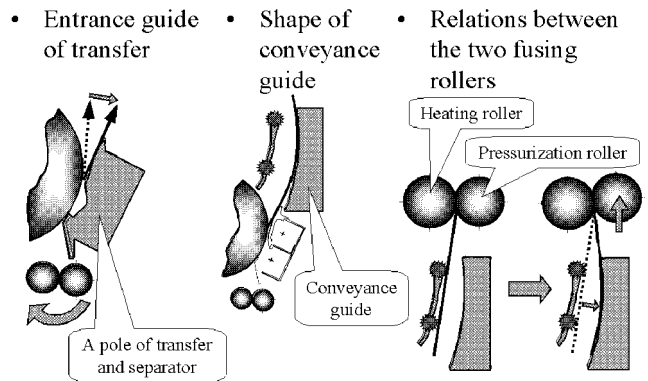 • Entrance guide
of transfer
• Shape of
conveyance
guide
• Relations between
the two fusing
rollers
Heating roller
Pressurization roller
Conveyance
guide
A pole of transfer
and separator